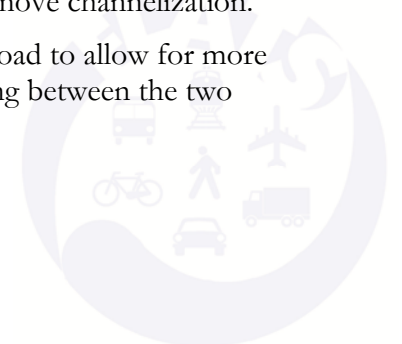 move channelization.
oad to allow for more
ng between the two